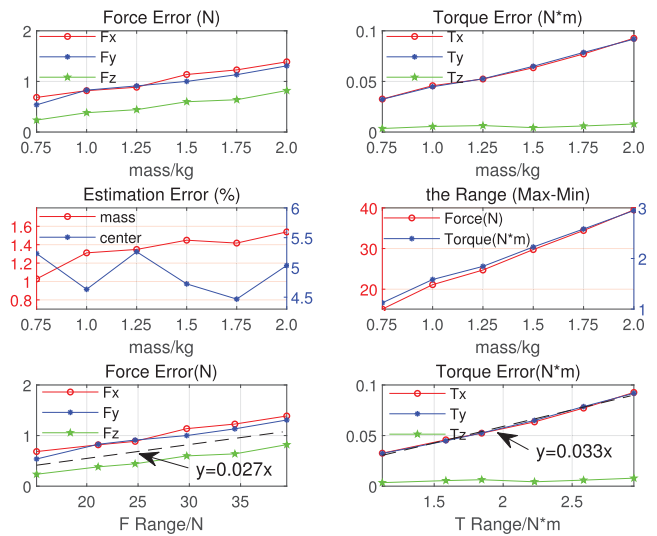 Force Error (N)
2
1
0
Fx
Fy
Fz
0.75 1.0 1.25 1.5 1.75 2.0
mass/kg
Torque Error (N*m)
0.1
0.05
0
Tx
Ty
Tz
0.75 1.0 1.25 1.5 1.75 2.0
mass/kg
Estimation Error (%)
1.6
1.4
1.2
1
0.8
mass
center
6
5.5
5
4.5
0.75 1.0 1.25 1.5 1.75 2.0
mass/kg
the Range (Max-Min)
40
30
20
Force(N)
Torque(N*m)
3
2
1
0.75 1.0 1.25 1.5 1.75 2.0
mass/kg
Force Error(N)
2
1
0
Fx
Fy
Fz
y=0.027x
20 25 30 35
F Range/N
Torque Error(N*m)
0.1
0.05
0
Tx
Ty
Tz
y=0.033x
1.5 2 2.5
T Range/N*m